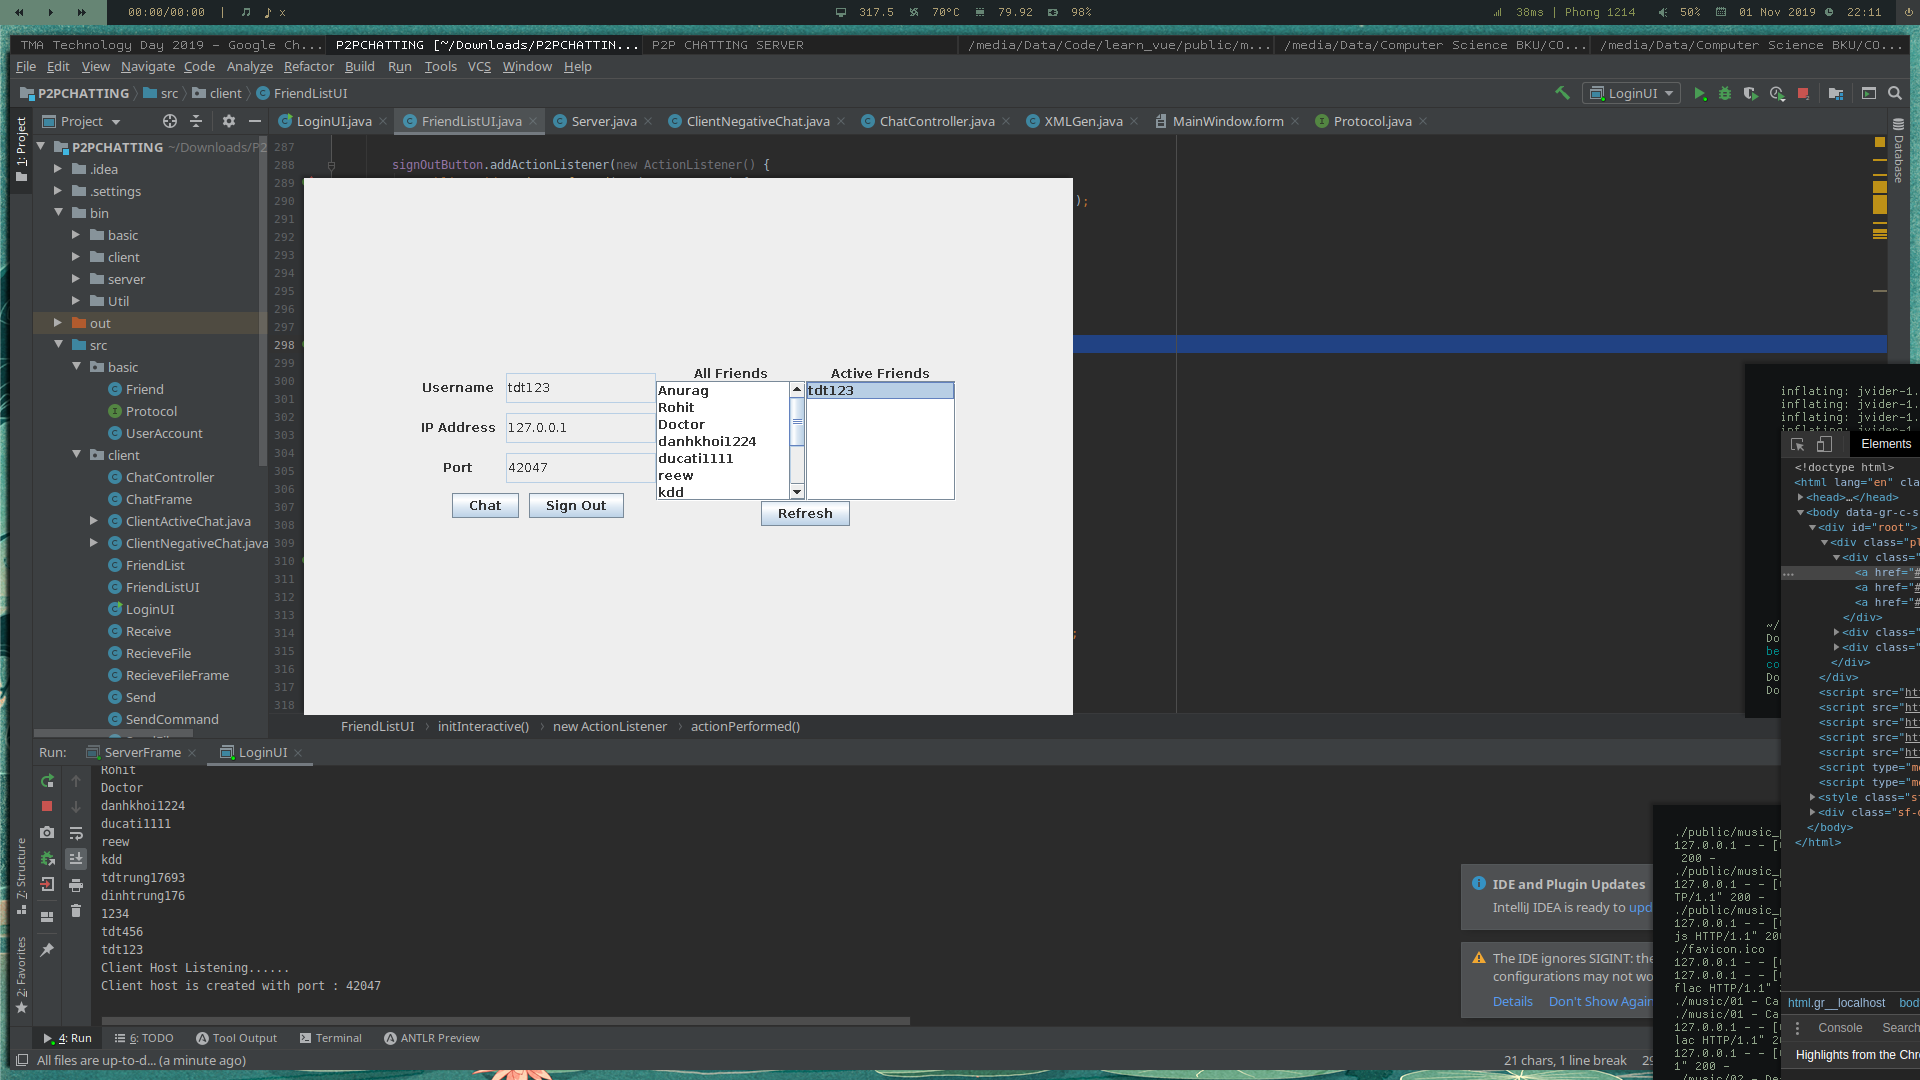 00:00/00:00 | x
317.5 70°C 79.92 98%
38ms | Phong 1214 50% 01 Nov 2019 22:11
TMA Technology Day 2019 – Google Ch...
P2PCHATTING [~/Downloads/P2PCHATTIN...
P2P CHATTING SERVER
/media/Data/Code/learn_vue/public/m...
/media/Data/Computer Science BKU/CO...
/media/Data/Computer Science BKU/CO...
File Edit View Navigate Code Analyze Refactor Build Run Tools VCS Window Help
P2PCHATTING src client FriendListUI
LoginUI
1: Project
Project
LoginUI.java
FriendListUI.java
Server.java
ClientNegativeChat.java
ChatController.java
XMLGen.java
MainWindow.form
Protocol.java
Database
P2PCHATTING ~/Downloads/P2
.idea
.settings
bin
basic
client
server
Util
out
src
basic
Friend
Protocol
UserAccount
client
ChatController
ChatFrame
ClientActiveChat.java
ClientNegativeChat.java
FriendList
FriendListUI
LoginUI
Receive
RecieveFile
RecieveFileFrame
Send
SendCommand
287
288 signOutButton.addActionListener(new ActionListener() {
289
290 );
291
292
293
294
295
296
297
298
299
300
301
302
303
304
305
306
307
308
309
310
311
312
313
314 ;
315
316
317
318
Username tdt123
IP Address 127.0.0.1
Port 42047
Chat Sign Out
All Friends
Anurag
Rohit
Doctor
danhkhoi1224
ducati1111
reew
kdd
Active Friends
tdt123
Refresh
FriendListUI › initInteractive() › new ActionListener › actionPerformed()
Run: ServerFrame LoginUI
Rohit
Doctor
danhkhoi1224
ducati1111
reew
kdd
tdtrung17693
dinhtrung176
1234
tdt456
tdt123
Client Host Listening......
Client host is created with port : 42047
7: Structure
2: Favorites
IDE and Plugin Updates
IntelliJ IDEA is ready to upd
The IDE ignores SIGINT: the
configurations may not wo
Details Don't Show Again
4: Run 6: TODO Tool Output Terminal ANTLR Preview
All files are up-to-d... (a minute ago)
21 chars, 1 line break 29
inflating: jvider-1.
inflating: jvider-1.
inflating: jvider-1.
~/
Do
be
co
Do
Do
Elements
<!doctype html>
<html lang="en" clas
<head>…</head>
<body data-gr-c-s
<div id="root">
<div class="pl
<div class="
... <a href="#
<a href="#
<a href="#
</div>
<div class="
<div class="
</div>
</div>
<script src="htt
<script src="htt
<script src="htt
<script src="htt
<script src="htt
<script type="m
<script type="m
<style class="s
<div class="sf-
</body>
</html>
./public/music_p
127.0.0.1 - - [
200 -
./public/music_p
127.0.0.1 - - [
TP/1.1" 200 -
./public/music_p
127.0.0.1 - - [
js HTTP/1.1" 20
./favicon.ico
127.0.0.1 - - [
127.0.0.1 - - [
flac HTTP/1.1"
./music/01 - Ca
./music/01 - Ca
127.0.0.1 - - [
lac HTTP/1.1" 2
127.0.0.1 - - [
1" 200 -
html.gr__localhost body
Console Search
Highlights from the Chr